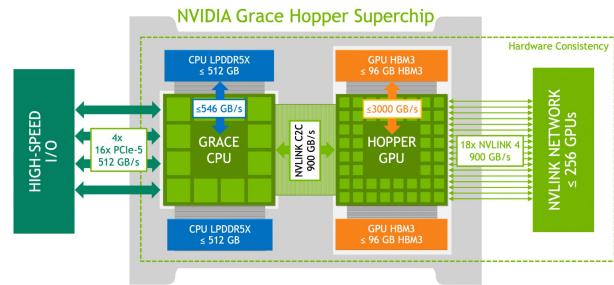 NVIDIA Grace Hopper Superchip
Hardware Consistency
HIGH-SPEED
I/O
4x
16x PCIe-5
512 GB/s
CPU LPDDR5X
≤ 512 GB
≤546 GB/s
GRACE
CPU
CPU LPDDR5X
≤ 512 GB
NVLINK C2C
900 GB/s
GPU HBM3
≤ 96 GB HBM3
≤3000 GB/s
HOPPER
GPU
GPU HBM3
≤ 96 GB HBM3
18x NVLINK 4
900 GB/s
NVLINK NETWORK
≤ 256 GPUs